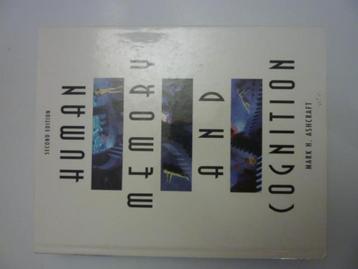 SECOND EDITION
HUMAN
MEMORY
AND
COGNITION
MARK H. ASHCRAFT